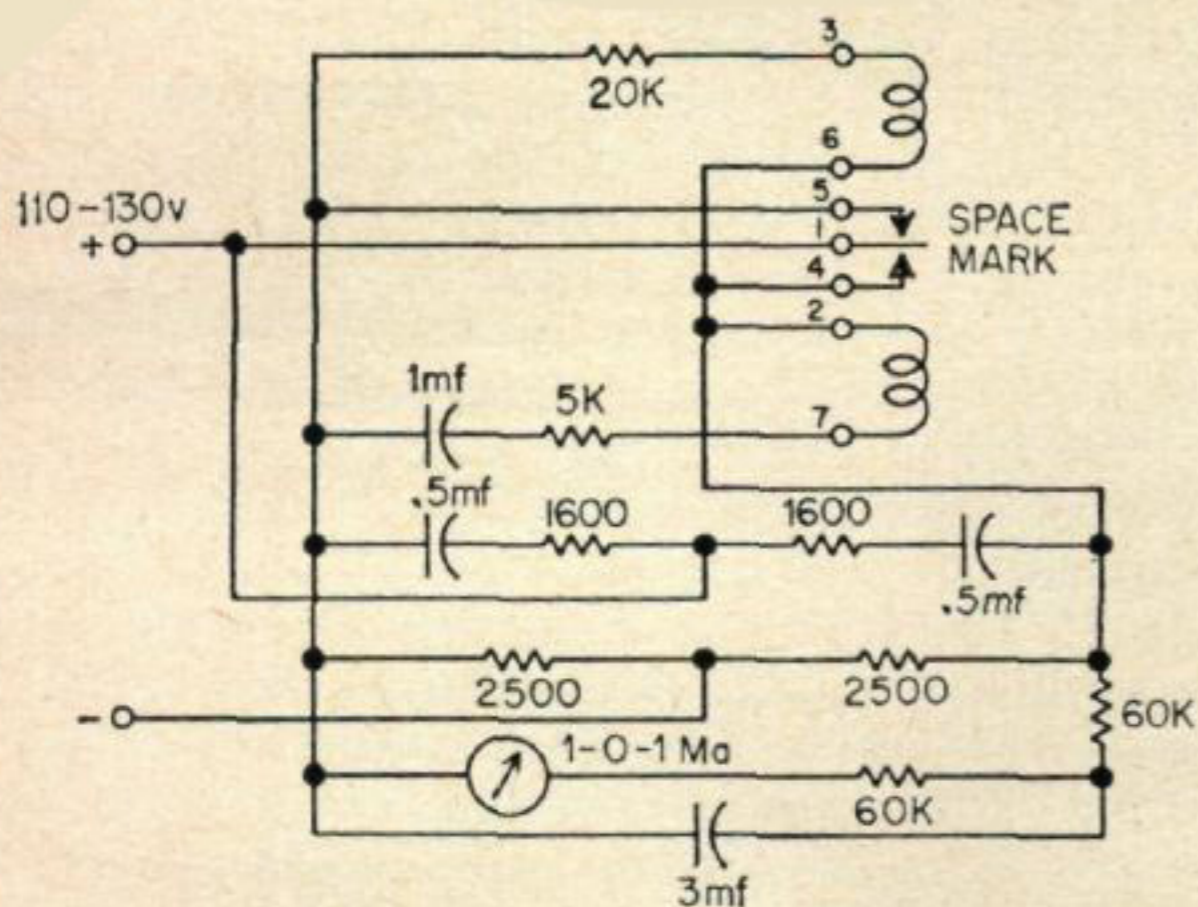 3
20K
6
110-130v
+
5
SPACE
1
MARK
4
2
1mf
5K
7
.5mf
1600
1600
.5mf
2500
2500
60K
-
1-0-1 Ma
60K
3mf